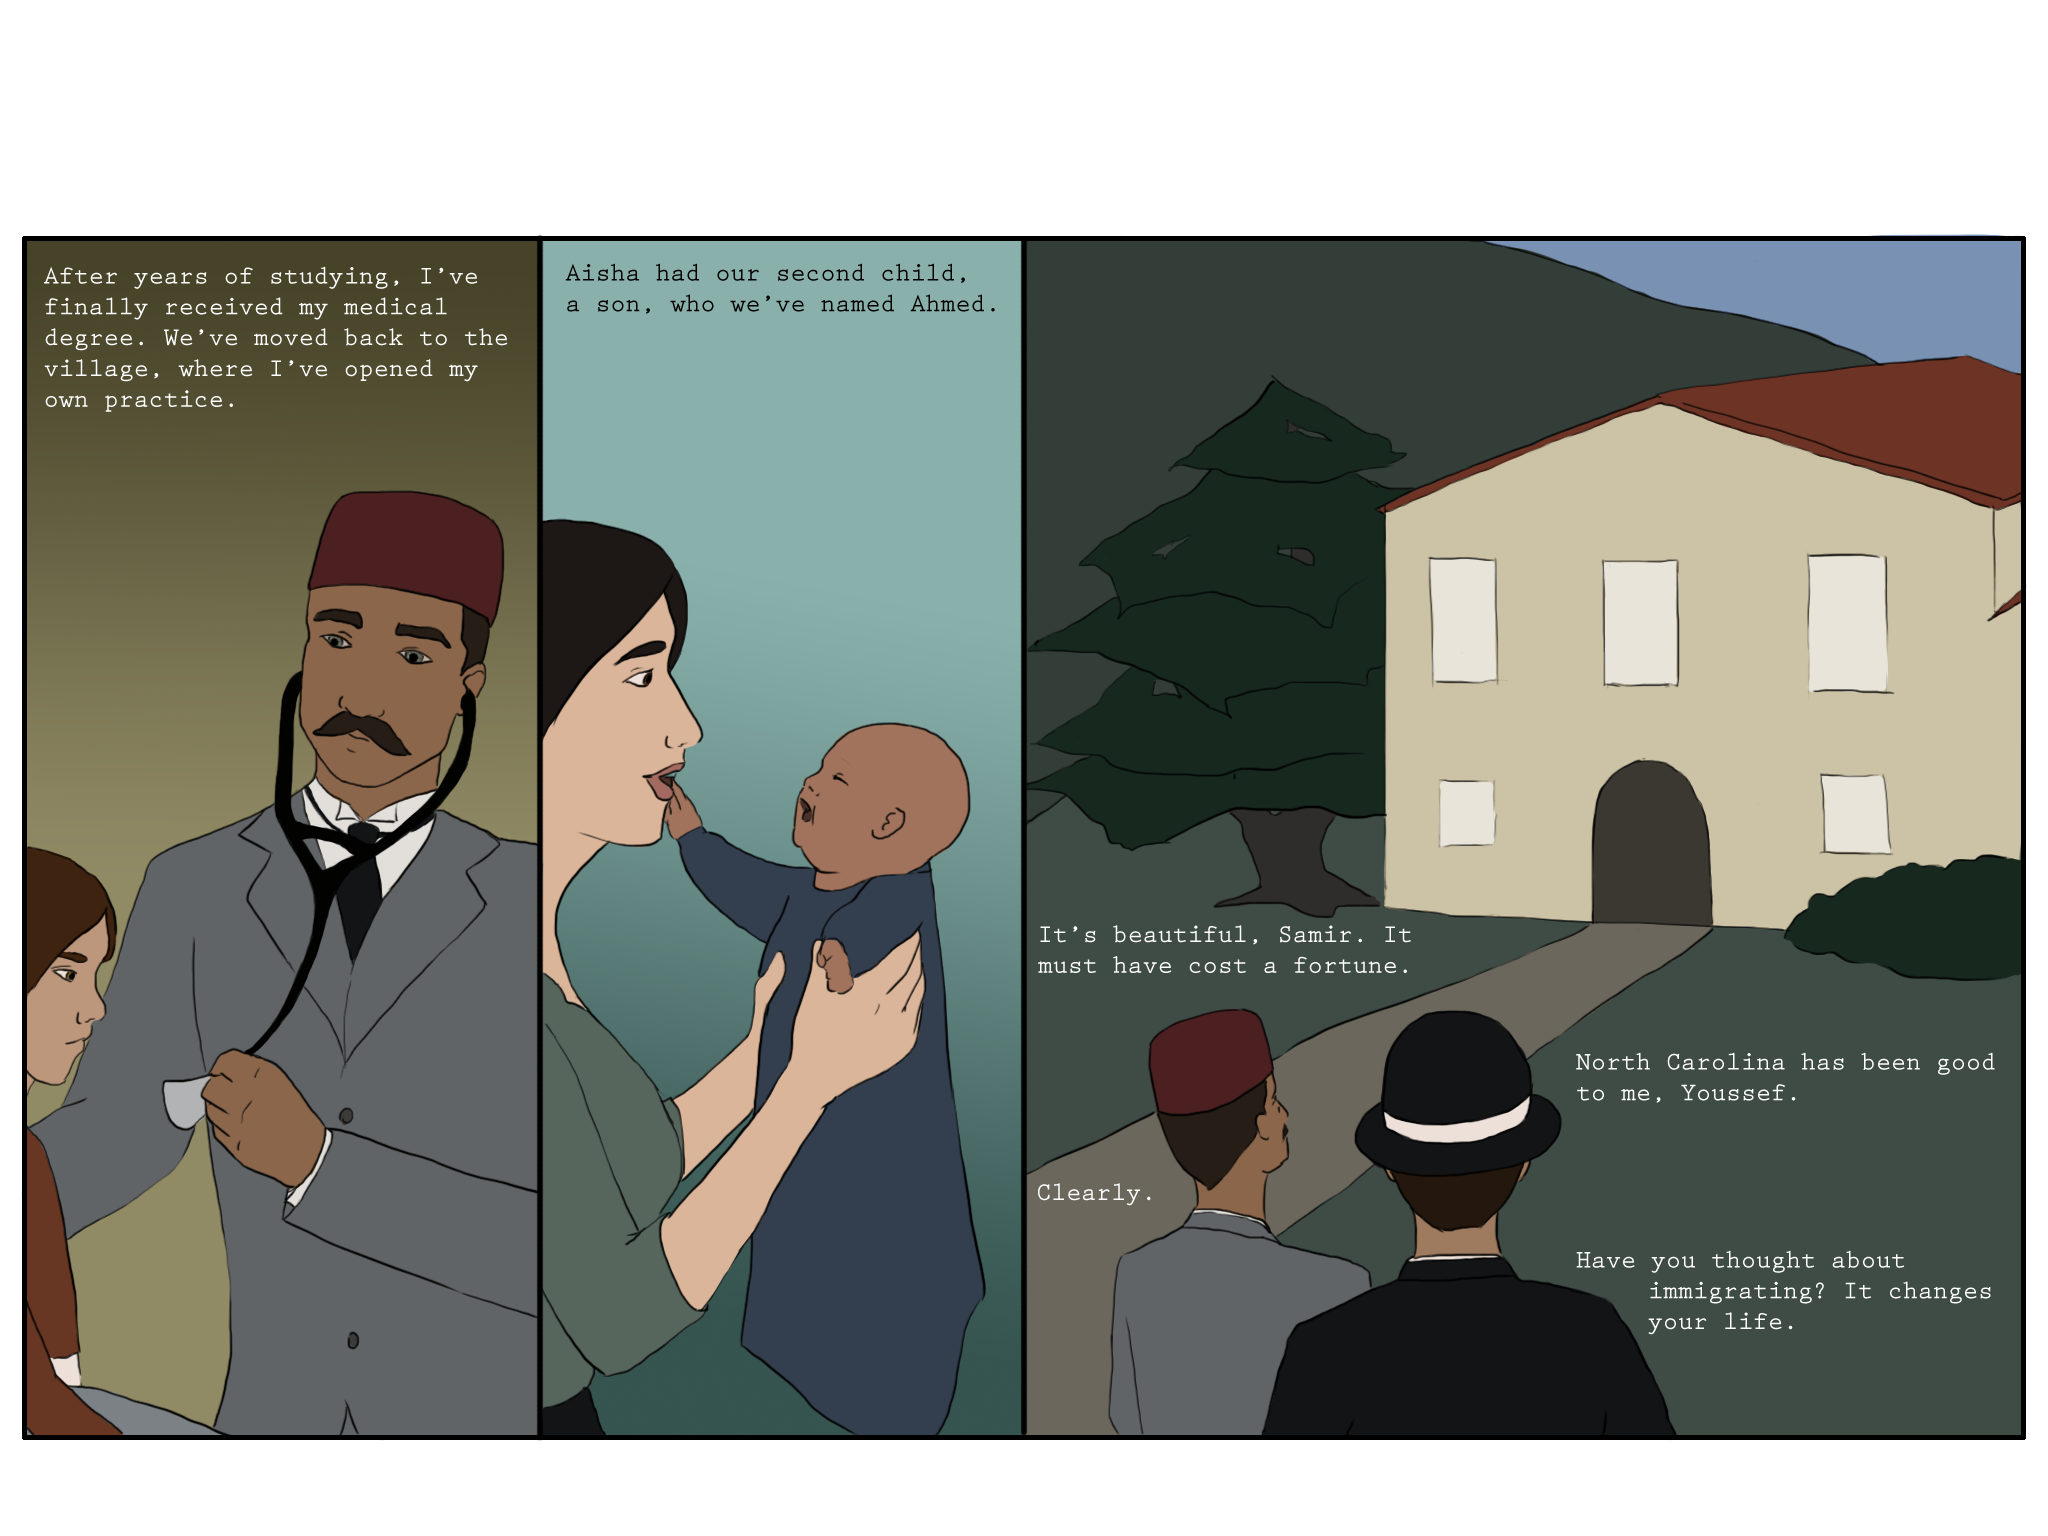 After years of studying, I've
finally received my medical
degree. We've moved back to the
village, where I've opened my
own practice.
Aisha had our second child,
a son, who we've named Ahmed.
It's beautiful, Samir. It
must have cost a fortune.
North Carolina has been good
to me, Youssef.
Clearly.
Have you thought about
immigrating? It changes
your life.